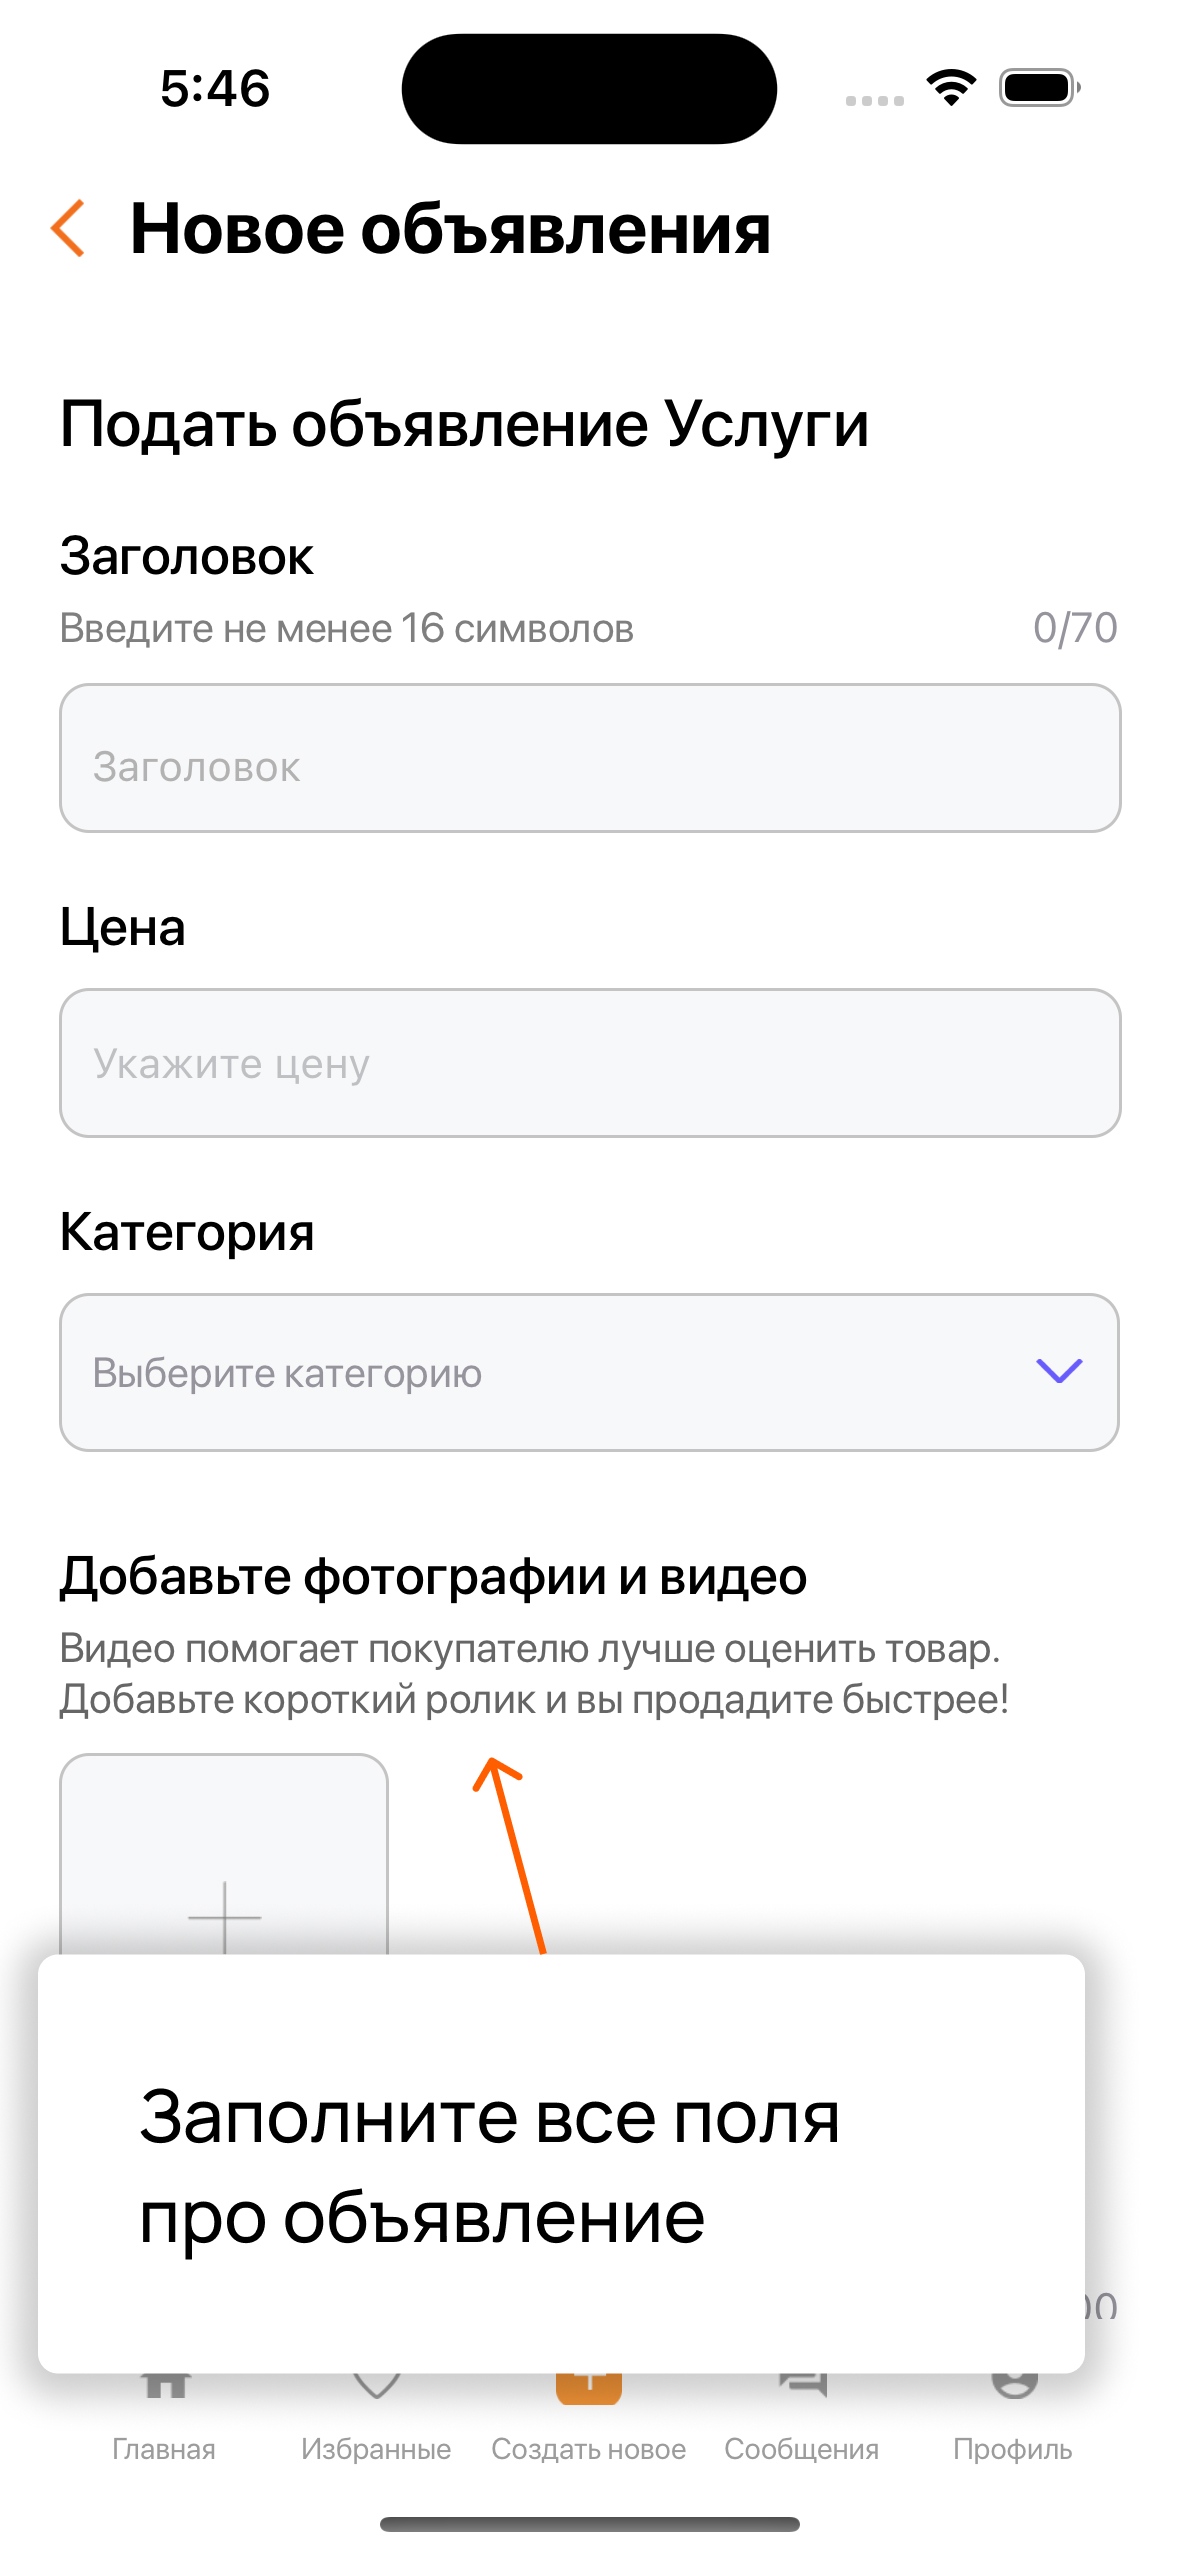 5:46
Новое объявления
Подать объявление Услуги
Заголовок
Введите не менее 16 символов
0/70
Заголовок
Цена
Укажите цену
Категория
Выберите категорию
Добавьте фотографии и видео
Видео помогает покупателю лучше оценить товар.
Добавьте короткий ролик и вы продадите быстрее!
Заполните все поля
про объявление
Главная
Избранные
Создать новое
Сообщения
Профиль